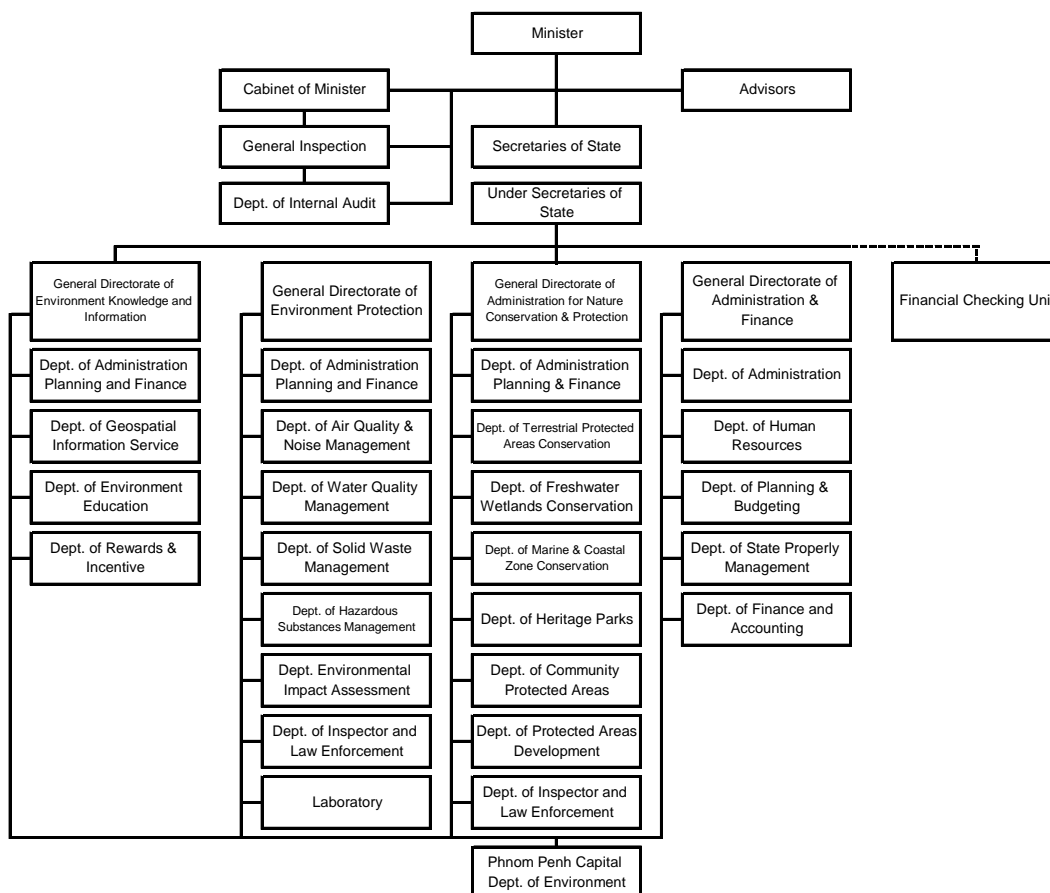 Minister
Cabinet of Minister
Advisors
General Inspection
Secretaries of State
Dept. of Internal Audit
Under Secretaries of
State
General Directorate of
Environment Knowledge and
Information
General Directorate of
Environment Protection
General Directorate of
Administration for Nature
Conservation & Protection
General Directorate of
Administration &
Finance
Financial Checking Uni
Dept. of Administration
Planning and Finance
Dept. of Geospatial
Information Service
Dept. of Environment
Education
Dept. of Rewards &
Incentive
Dept. of Administration
Planning and Finance
Dept. of Air Quality &
Noise Management
Dept. of Water Quality
Management
Dept. of Solid Waste
Management
Dept. of Hazardous
Substances Management
Dept. Environmental
Impact Assessment
Dept. of Inspector and
Law Enforcement
Laboratory
Dept. of Administration
Planning & Finance
Dept. of Terrestrial Protected
Areas Conservation
Dept. of Freshwater
Wetlands Conservation
Dept. of Marine & Coastal
Zone Conservation
Dept. of Heritage Parks
Dept. of Community
Protected Areas
Dept. of Protected Areas
Development
Dept. of Inspector and
Law Enforcement
Dept. of Administration
Dept. of Human
Resources
Dept. of Planning &
Budgeting
Dept. of State Properly
Management
Dept. of Finance and
Accounting
Phnom Penh Capital
Dept. of Environment